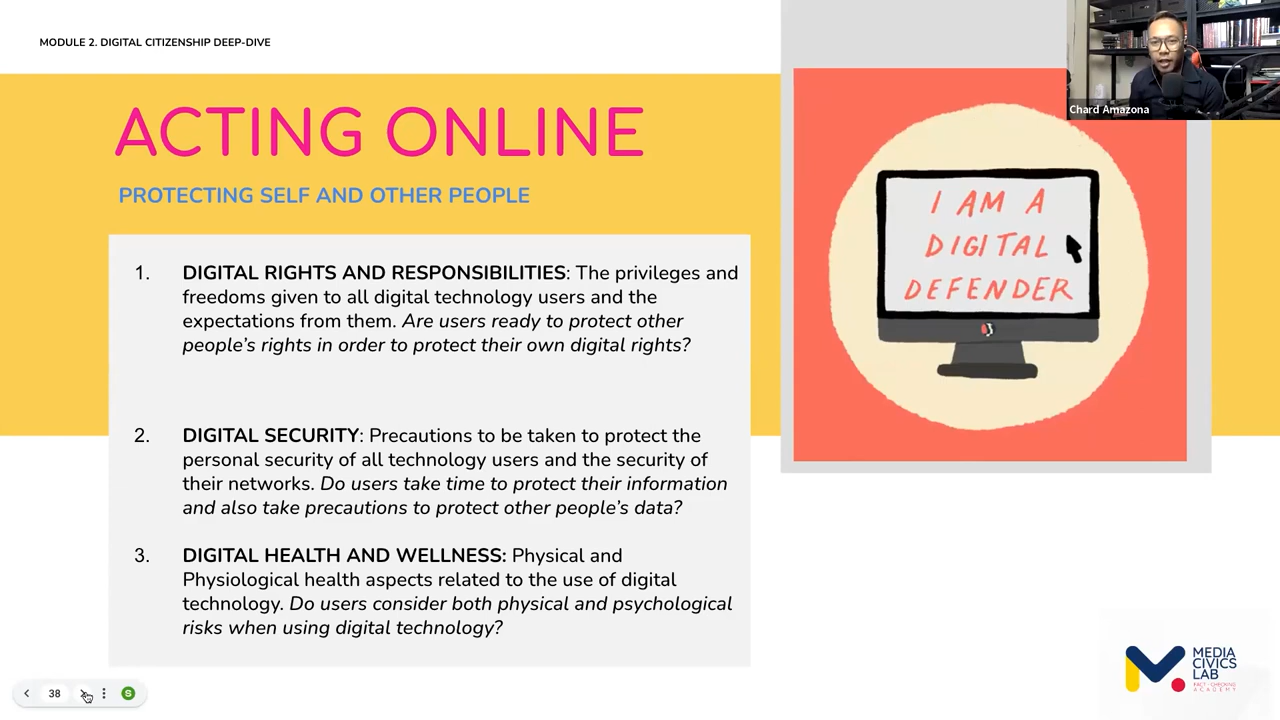 MODULE 2. DIGITAL CITIZENSHIP DEEP-DIVE
Chard Amazona
ACTING ONLINE
PROTECTING SELF AND OTHER PEOPLE
I AM A
DIGITAL
DEFENDER
1. DIGITAL RIGHTS AND RESPONSIBILITIES: The privileges and
freedoms given to all digital technology users and the
expectations from them. Are users ready to protect other
people's rights in order to protect their own digital rights?
2. DIGITAL SECURITY: Precautions to be taken to protect the
personal security of all technology users and the security of
their networks. Do users take time to protect their information
and also take precautions to protect other people's data?
3. DIGITAL HEALTH AND WELLNESS: Physical and
Physiological health aspects related to the use of digital
technology. Do users consider both physical and psychological
risks when using digital technology?
MEDIA
CIVICS
LAB
FACT-CHECKING
ACADEMY
38
S